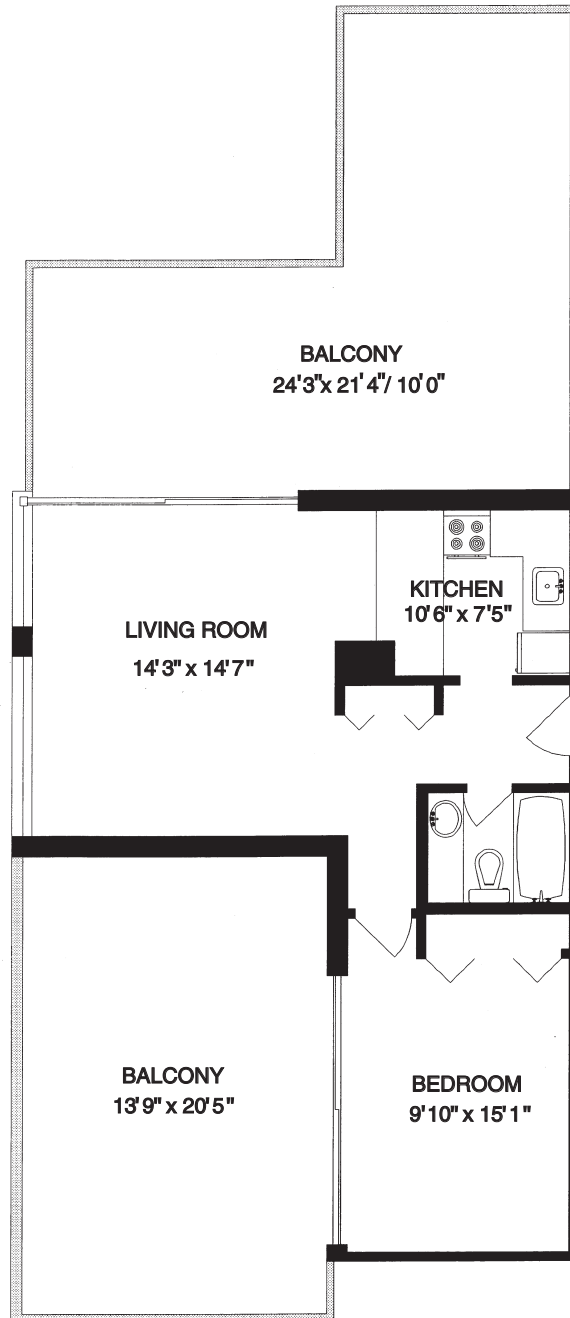 BALCONY
24'3"x 21'4"/ 10'0"
KITCHEN
10'6" x 7'5"
LIVING ROOM
14'3" x 14'7"
BALCONY
13'9" x 20'5"
BEDROOM
9'10" x 15'1"